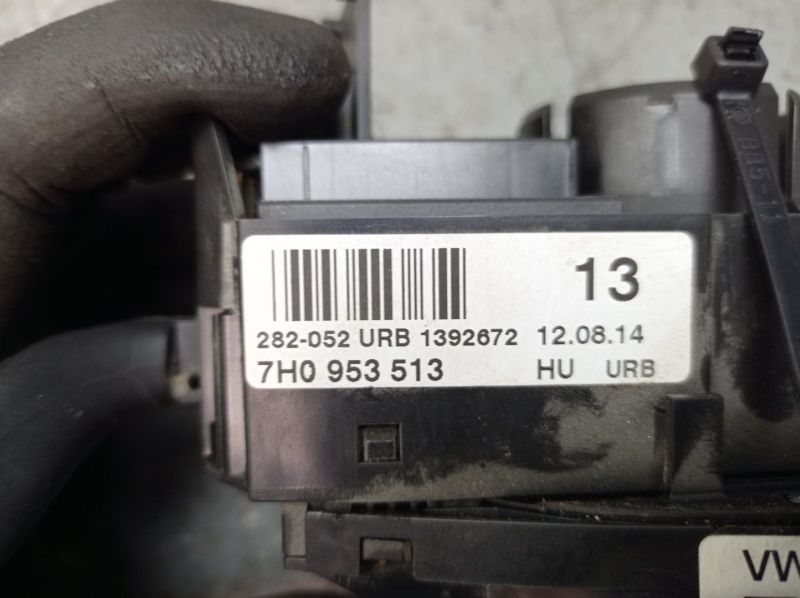 13
282-052 URB 1392672 12.08.14
7H0 953 513 HU URB
VW